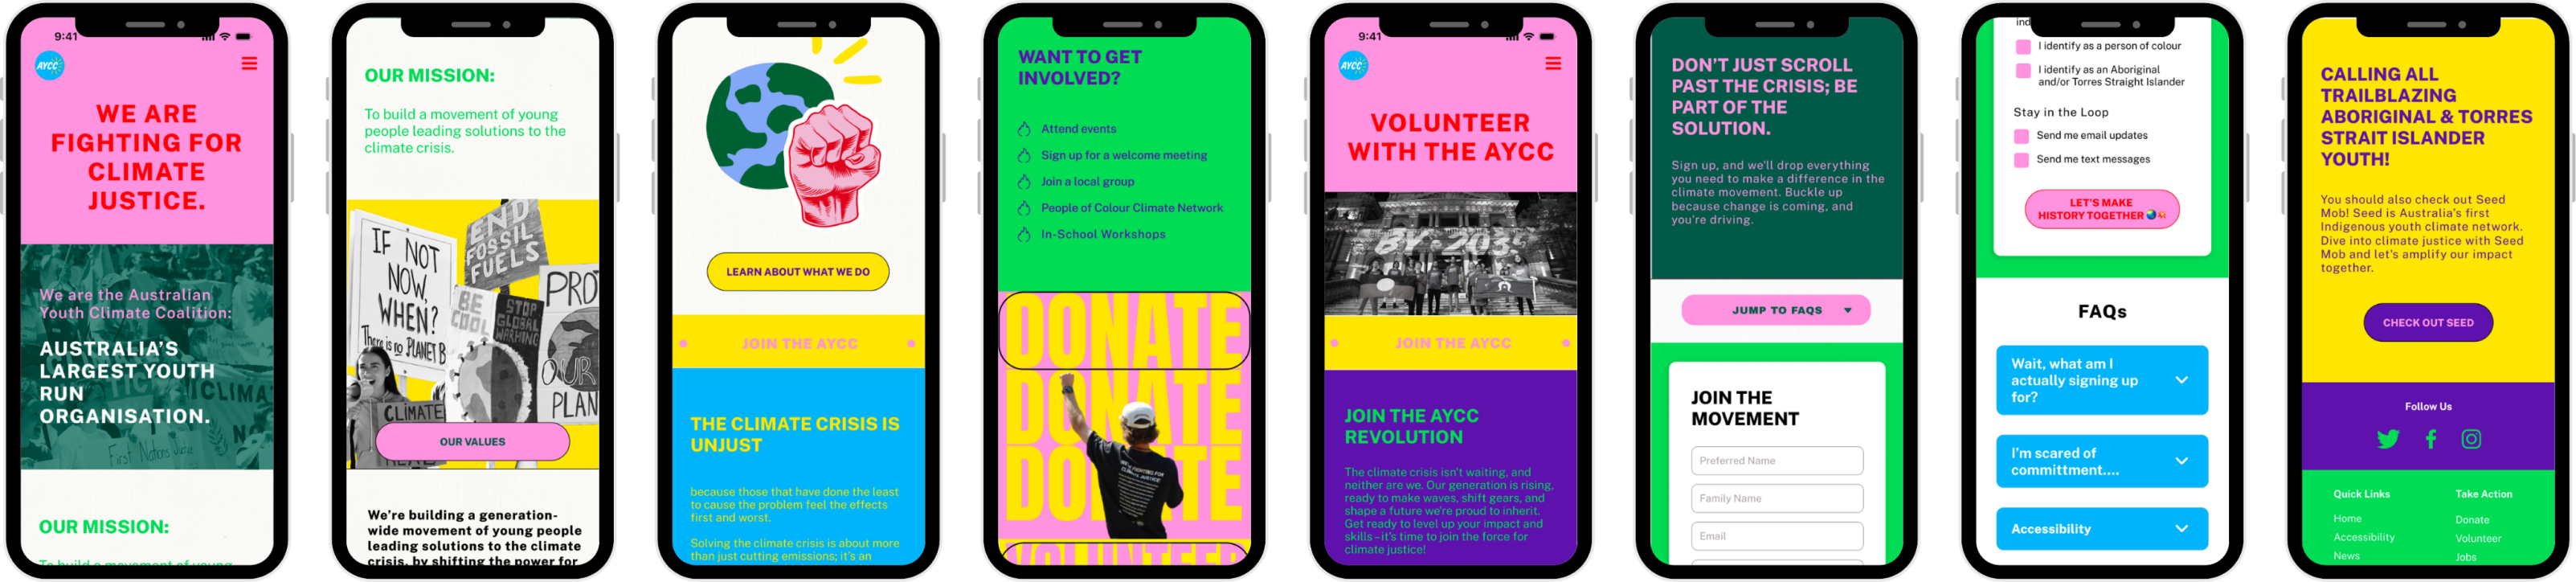 9:41
AYCC
WE ARE
FIGHTING FOR
CLIMATE
JUSTICE.
We are the Australian
Youth Climate Coalition:
AUSTRALIA'S
LARGEST YOUTH
RUN
ORGANISATION.
First Nations Justice
OUR MISSION:
To build a movement of young
OUR MISSION:
To build a movement of young
people leading solutions to the
climate crisis.
IF NOT
NOW,
WHEN?
There is no PLANET B
END
FOSSIL
FUELS
BE
COOL
STOP
GLOBAL
WARMING
OUR
PLAN
CLIMATE
OUR VALUES
We're building a generation-
wide movement of young people
leading solutions to the climate
crisis, by shifting the power for
LEARN ABOUT WHAT WE DO
JOIN THE AYCC
THE CLIMATE CRISIS IS
UNJUST
because those that have done the least
to cause the problem feel the effects
first and worst.
Solving the climate crisis is about more
than just cutting emissions; it's an
WANT TO GET
INVOLVED?
Attend events
Sign up for a welcome meeting
Join a local group
People of Colour Climate Network
In-School Workshops
DONATE
DONATE
DONATE
DONATE
WE'RE FIGHTING FOR
CLIMATE JUSTICE
VOLUNTEER
9:41
AYCC
VOLUNTEER
WITH THE AYCC
BY 2035
JOIN THE AYCC
JOIN THE AYCC
REVOLUTION
The climate crisis isn't waiting, and
neither are we. Our generation is rising,
ready to make waves, shift gears, and
shape a future we're proud to inherit.
Get ready to level up your impact and
skills–it's time to join the force for
climate justice!
DON'T JUST SCROLL
PAST THE CRISIS; BE
PART OF THE
SOLUTION.
Sign up, and we'll drop everything
you need to make a difference in the
climate movement. Buckle up
because change is coming, and
you're driving.
JUMP TO FAQS
JOIN THE
MOVEMENT
Preferred Name
Family Name
Email
I identify as a person of colour
I identify as an Aboriginal
and/or Torres Straight Islander
Stay in the Loop
Send me email updates
Send me text messages
LET'S MAKE
HISTORY TOGETHER
FAQs
Wait, what am I
actually signing up
for?
I'm scared of
committment....
Accessibility
CALLING ALL
TRAILBLAZING
ABORIGINAL & TORRES
STRAIT ISLANDER
YOUTH!
You should also check out Seed
Mob! Seed is Australia's first
Indigenous youth climate network.
Dive into climate justice with Seed
Mob and let's amplify our impact
together.
CHECK OUT SEED
Follow Us
Quick Links
Home
Accessibility
News
Take Action
Donate
Volunteer
Jobs